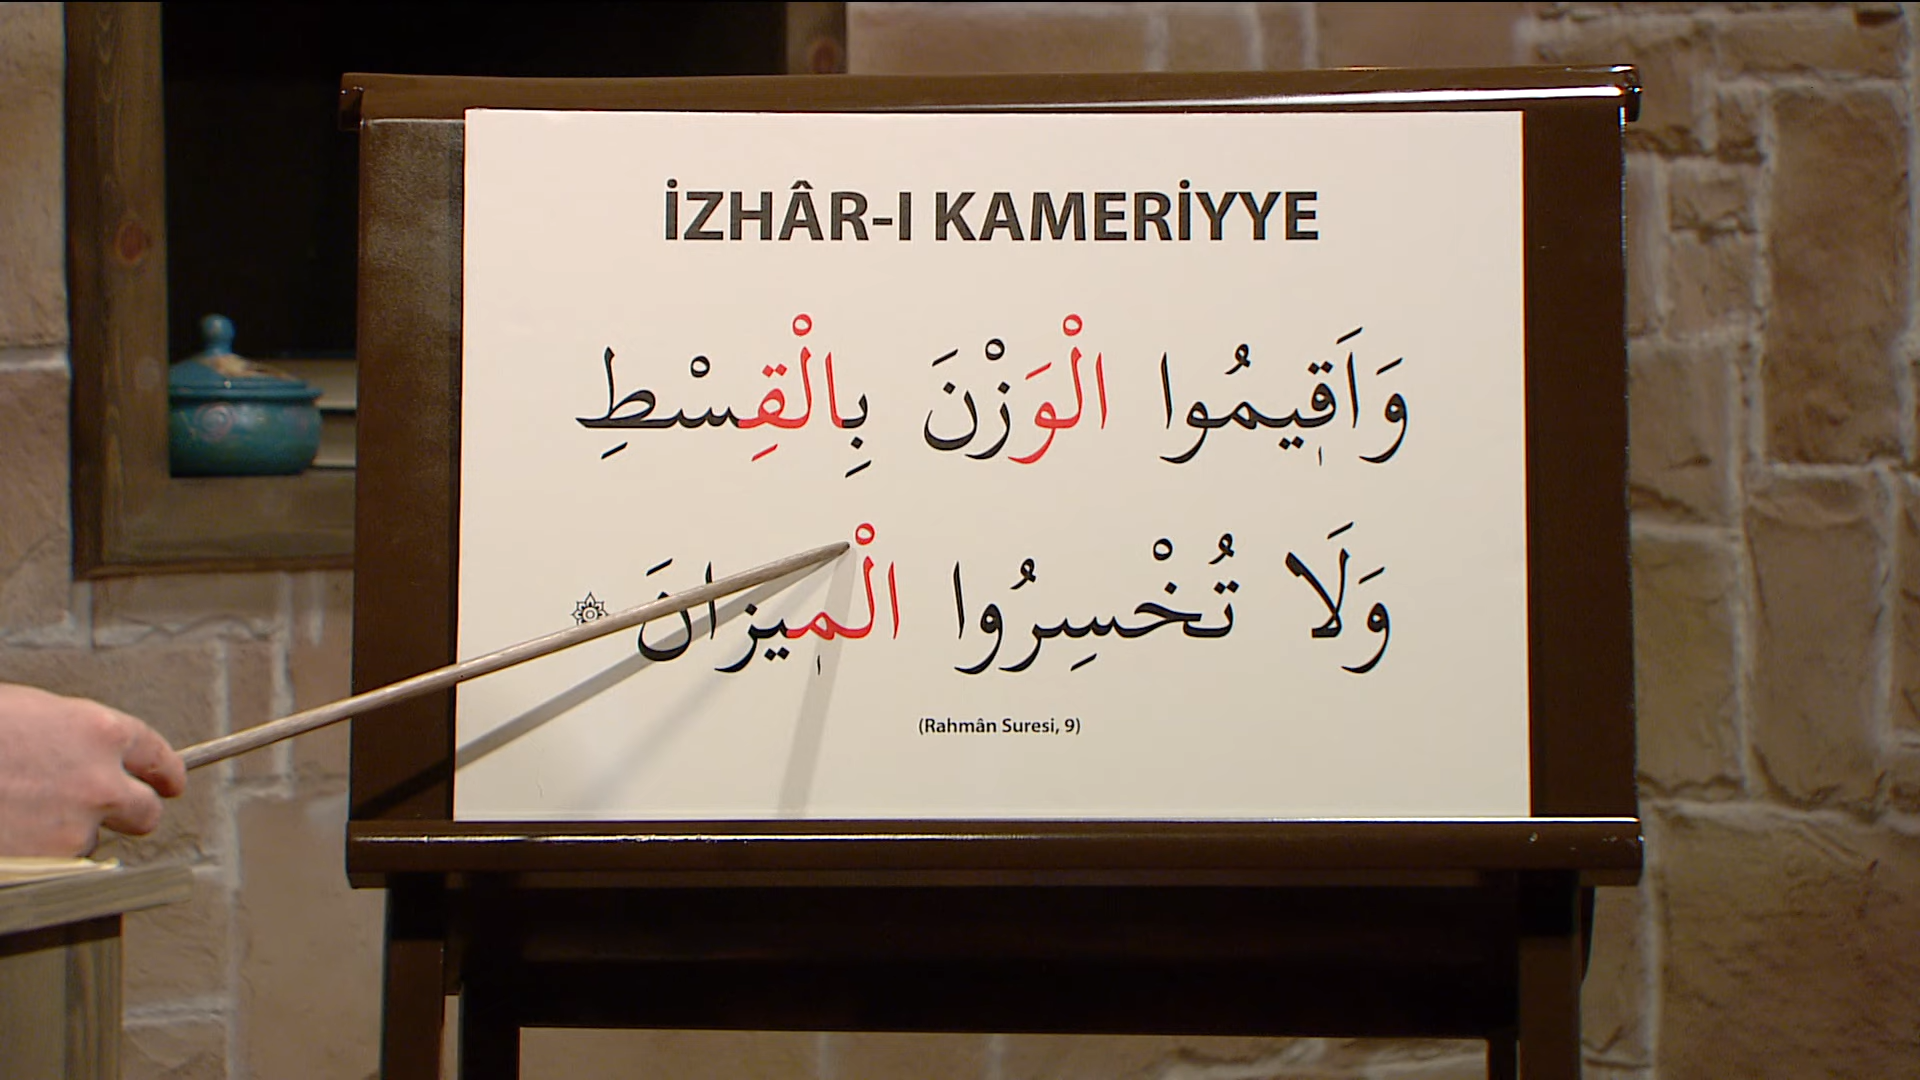 İZHÂR-I KAMERİYYE
وَاَقٖيمُوا الْوَزْنَ بِالْقِسْطِ
وَلَا تُخْسِرُوا الْمٖيزَانَ
(Rahmân Suresi, 9)